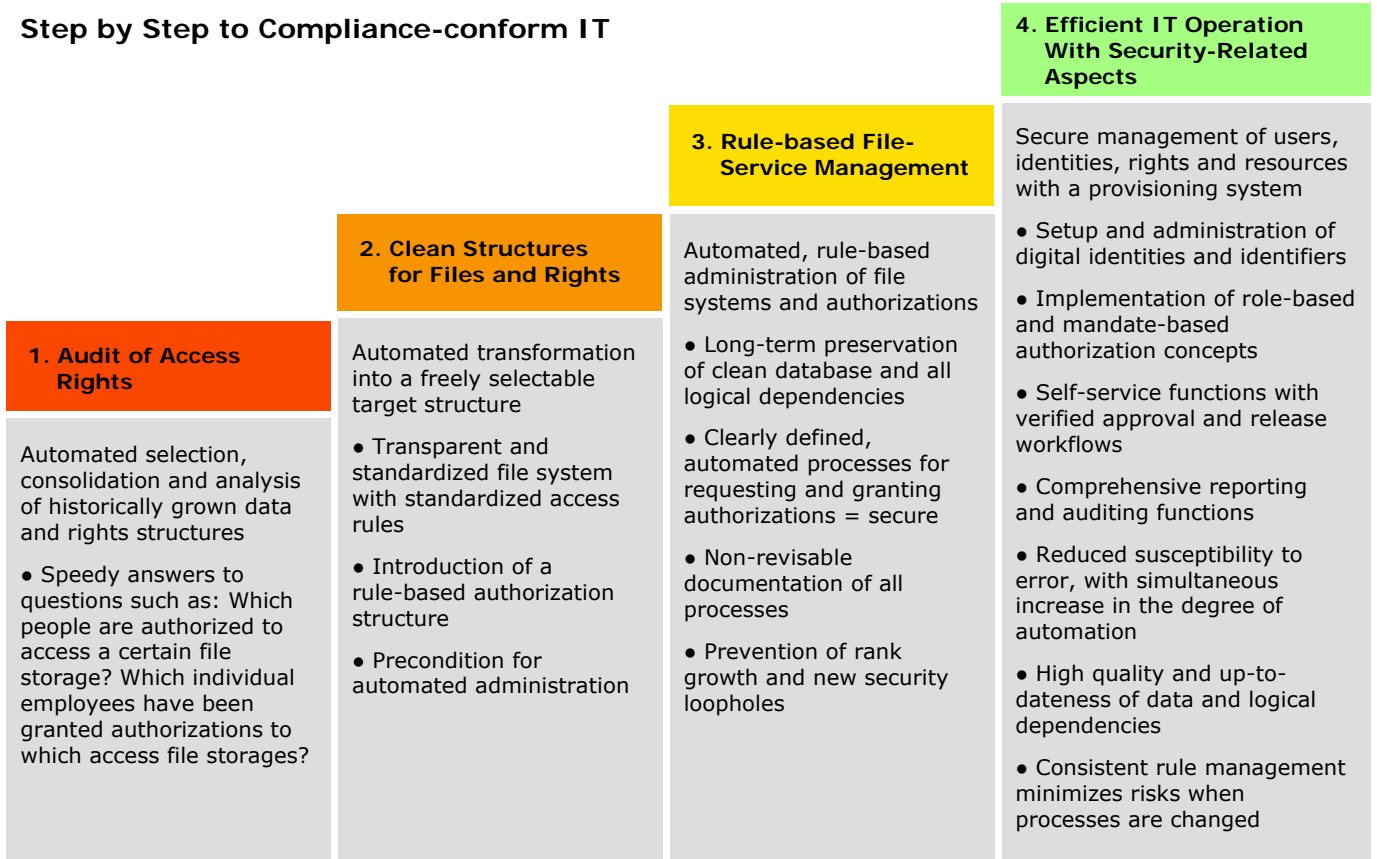 Step by Step to Compliance-conform IT
1. Audit of Access
Rights
Automated selection,
consolidation and analysis
of historically grown data
and rights structures
● Speedy answers to
questions such as: Which
people are authorized to
access a certain file
storage? Which individual
employees have been
granted authorizations to
which access file storages?
2. Clean Structures
for Files and Rights
Automated transformation
into a freely selectable
target structure
● Transparent and
standardized file system
with standardized access
rules
● Introduction of a
rule-based authorization
structure
● Precondition for
automated administration
3. Rule-based File-
Service Management
Automated, rule-based
administration of file
systems and authorizations
● Long-term preservation
of clean database and all
logical dependencies
● Clearly defined,
automated processes for
requesting and granting
authorizations = secure
● Non-revisable
documentation of all
processes
● Prevention of rank
growth and new security
loopholes
4. Efficient IT Operation
With Security-Related
Aspects
Secure management of users,
identities, rights and resources
with a provisioning system
● Setup and administration of
digital identities and identifiers
● Implementation of role-based
and mandate-based
authorization concepts
● Self-service functions with
verified approval and release
workflows
● Comprehensive reporting
and auditing functions
● Reduced susceptibility to
error, with simultaneous
increase in the degree of
automation
● High quality and up-to-
dateness of data and logical
dependencies
● Consistent rule management
minimizes risks when
processes are changed